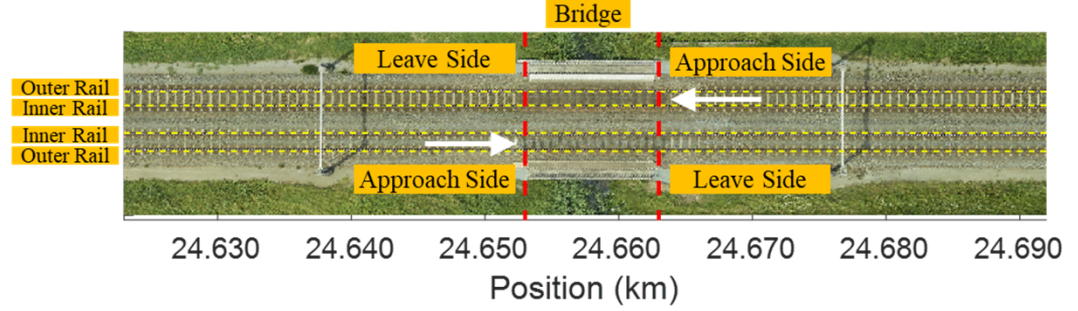 Bridge
Leave Side
Approach Side
Outer Rail
Inner Rail
Inner Rail
Outer Rail
Approach Side
Leave Side
24.630 24.640 24.650 24.660 24.670 24.680 24.690
Position (km)